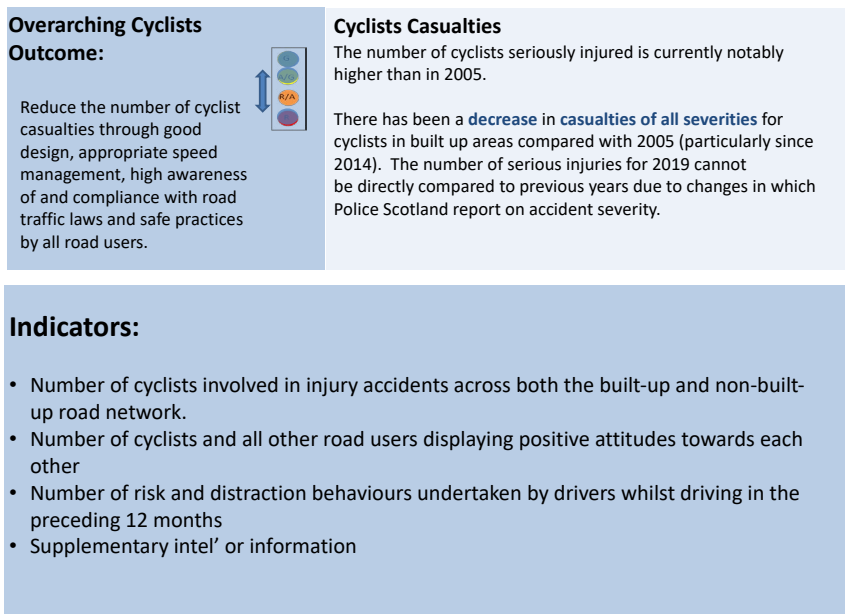 Overarching Cyclists
Outcome:
Reduce the number of cyclist
casualties through good
design, appropriate speed
management, high awareness
of and compliance with road
traffic laws and safe practices
by all road users.
R/A
Cyclists Casualties
The number of cyclists seriously injured is currently notably
higher than in 2005.
There has been a decrease in casualties of all severities for
cyclists in built up areas compared with 2005 (particularly since
2014). The number of serious injuries for 2019 cannot
be directly compared to previous years due to changes in which
Police Scotland report on accident severity.
Indicators:
• Number of cyclists involved in injury accidents across both the built-up and non-built-
up road network.
• Number of cyclists and all other road users displaying positive attitudes towards each
other
• Number of risk and distraction behaviours undertaken by drivers whilst driving in the
preceding 12 months
• Supplementary intel’ or information